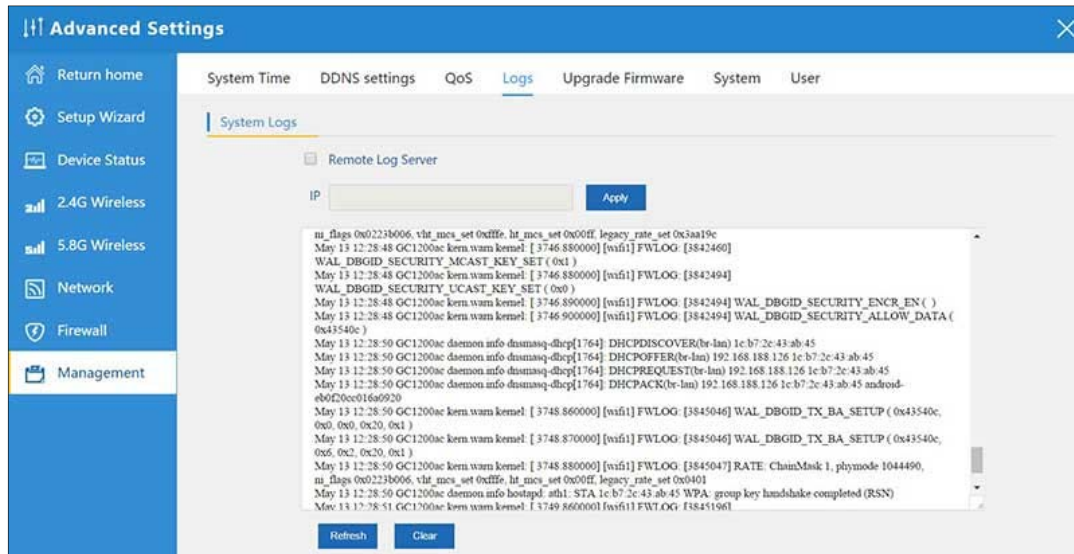 Advanced Settings
Return home
Setup Wizard
Device Status
2.4G Wireless
5.8G Wireless
Network
Firewall
Management
System Time DDNS settings QoS Logs Upgrade Firmware System User
System Logs
Remote Log Server
IP Apply
ni_flags 0x0223b006, vht_mcs_set 0xfffe, ht_mcs_set 0x00ff, legacy_rate_set 0x3aa19c
May 13 12:28:48 GC1200ac kern.warn kernel: [ 3746.880000] [wifi1] FWLOG: [3842460]
WAL_DBGID_SECURITY_MCAST_KEY_SET ( 0x1 )
May 13 12:28:48 GC1200ac kern.warn kernel: [ 3746.880000] [wifi1] FWLOG: [3842494]
WAL_DBGID_SECURITY_UCAST_KEY_SET ( 0x0 )
May 13 12:28:48 GC1200ac kern.warn kernel: [ 3746.890000] [wifi1] FWLOG: [3842494] WAL_DBGID_SECURITY_ENCR_EN ( )
May 13 12:28:48 GC1200ac kern.warn kernel: [ 3746.900000] [wifi1] FWLOG: [3842494] WAL_DBGID_SECURITY_ALLOW_DATA (
0x43540c )
May 13 12:28:50 GC1200ac daemon.info dnsmasq-dhcp[1764]: DHCPDISCOVER(br-lan) 1c:b7:2c:43:ab:45
May 13 12:28:50 GC1200ac daemon.info dnsmasq-dhcp[1764]: DHCPOFFER(br-lan) 192.168.188.126 1c:b7:2c:43:ab:45
May 13 12:28:50 GC1200ac daemon.info dnsmasq-dhcp[1764]: DHCPREQUEST(br-lan) 192.168.188.126 1c:b7:2c:43:ab:45
May 13 12:28:50 GC1200ac daemon.info dnsmasq-dhcp[1764]: DHCPACK(br-lan) 192.168.188.126 1c:b7:2c:43:ab:45 android-
eb0f20cc016a0920
May 13 12:28:50 GC1200ac kern.warn kernel: [ 3748.860000] [wifi1] FWLOG: [3845046] WAL_DBGID_TX_BA_SETUP ( 0x43540c,
0x0, 0x0, 0x20, 0x1 )
May 13 12:28:50 GC1200ac kern.warn kernel: [ 3748.870000] [wifi1] FWLOG: [3845046] WAL_DBGID_TX_BA_SETUP ( 0x43540c,
0x6, 0x2, 0x20, 0x1 )
May 13 12:28:50 GC1200ac kern.warn kernel: [ 3748.880000] [wifi1] FWLOG: [3845047] RATE: ChainMask 1, phymode 1044490,
ni_flags 0x0223b006, vht_mcs_set 0xfffe, ht_mcs_set 0x00ff, legacy_rate_set 0x0401
May 13 12:28:50 GC1200ac daemon.info hostapd: ath1: STA 1c:b7:2c:43:ab:45 WPA: group key handshake completed (RSN)
May 13 12:28:51 GC1200ac kern.warn kernel: [ 3749.860000] [wifi1] FWLOG: [3845196]
Refresh Clear